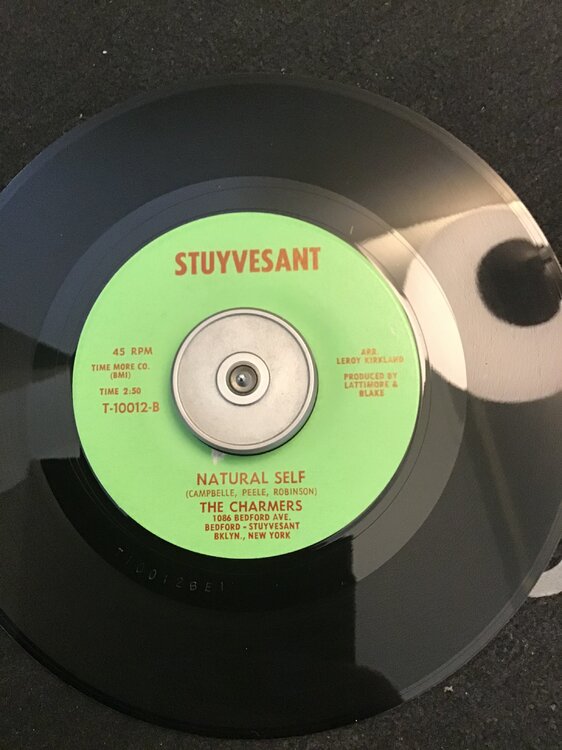 STUYVESANT
45 RPM
TIME MORE CO.
(BMI)
TIME 2:50
T-10012-B
ARR.
LEROY KIRKLAND
PRODUCED BY
LATTIMORE &
BLAKE
NATURAL SELF
(CAMPBELLE, PEELE, ROBINSON)
THE CHARMERS
1086 BEDFORD AVE.
BEDFORD - STUYVESANT
BKLYN., NEW YORK